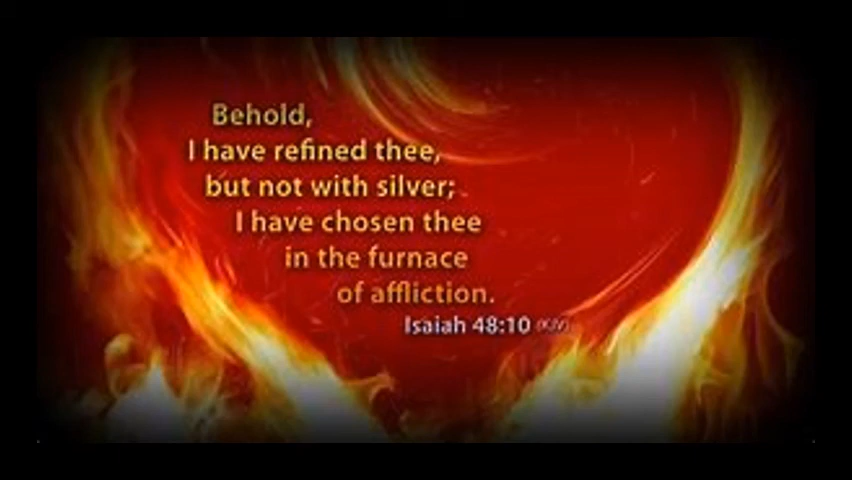 Behold,
I have refined thee,
but not with silver;
I have chosen thee
in the furnace
of affliction.
Isaiah 48:10 (KJV)